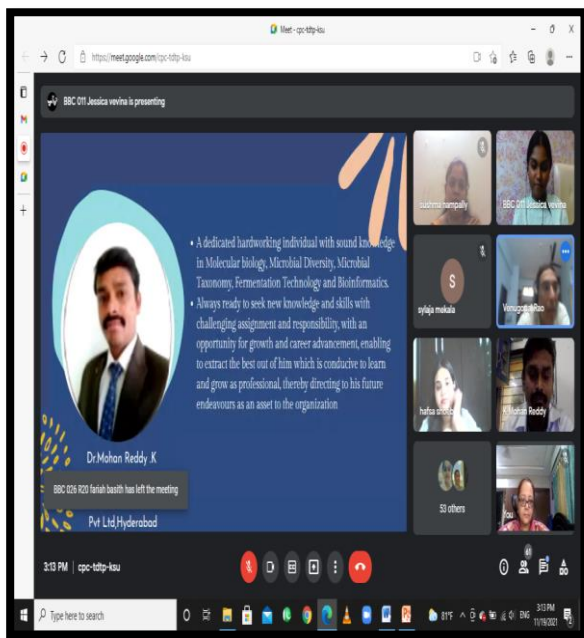 Meet - cpc-tdtp-ksu
https://meet.google.com/cpc-tdtp-ksu
BBC 011 Jessica vevina is presenting
• A dedicated hardworking individual with sound knowledge
in Molecular biology, Microbial Diversity, Microbial
Taxonomy, Fermentation Technology and Bioinformatics.
• Always ready to seek new knowledge and skills with
challenging assignment and responsibility, with an
opportunity for growth and career advancement, enabling
to extract the best out of him which is conducive to learn
and grow as professional, thereby directing to his future
endeavours as an asset to the organization
Dr.Mohan Reddy .K
BBC 026 R20 fariah basith has left the meeting
Pvt Ltd,Hyderabad
sushma nampally
BBC 011 Jessica vevina
S
sylaja mekala
Venugopal Rao
hafsa
K Mohan Reddy
53 others
You
3:13 PM | cpc-tdtp-ksu
61
Type here to search
81°F
ENG
3:13 PM
11/19/2021